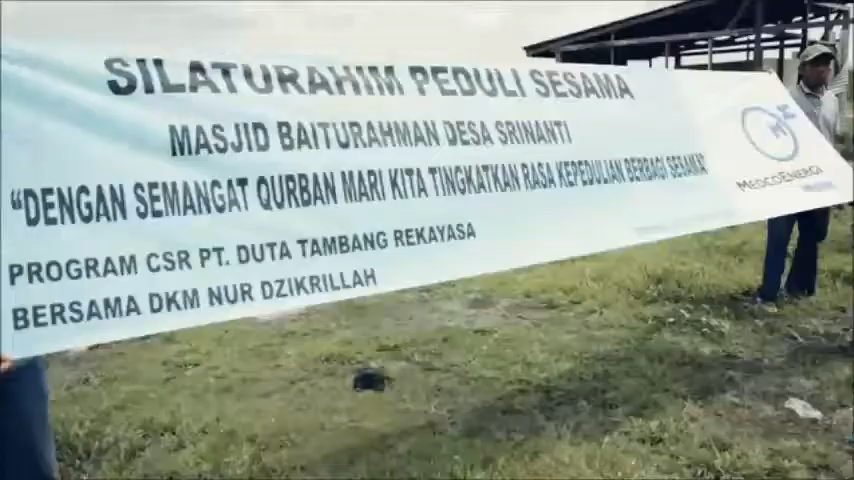 SILATURAHIM PEDULI SESAMA
MASJID BAITURAHMAN DESA SRINANTI
"DENGAN SEMANGAT QURBAN MARI KITA TINGKATKAN RASA KEPEDULIAN BERBAGI SESAMA"
PROGRAM CSR PT. DUTA TAMBANG REKAYASA
BERSAMA DKM NUR DZIKRILLAH
MEDCOENERGI